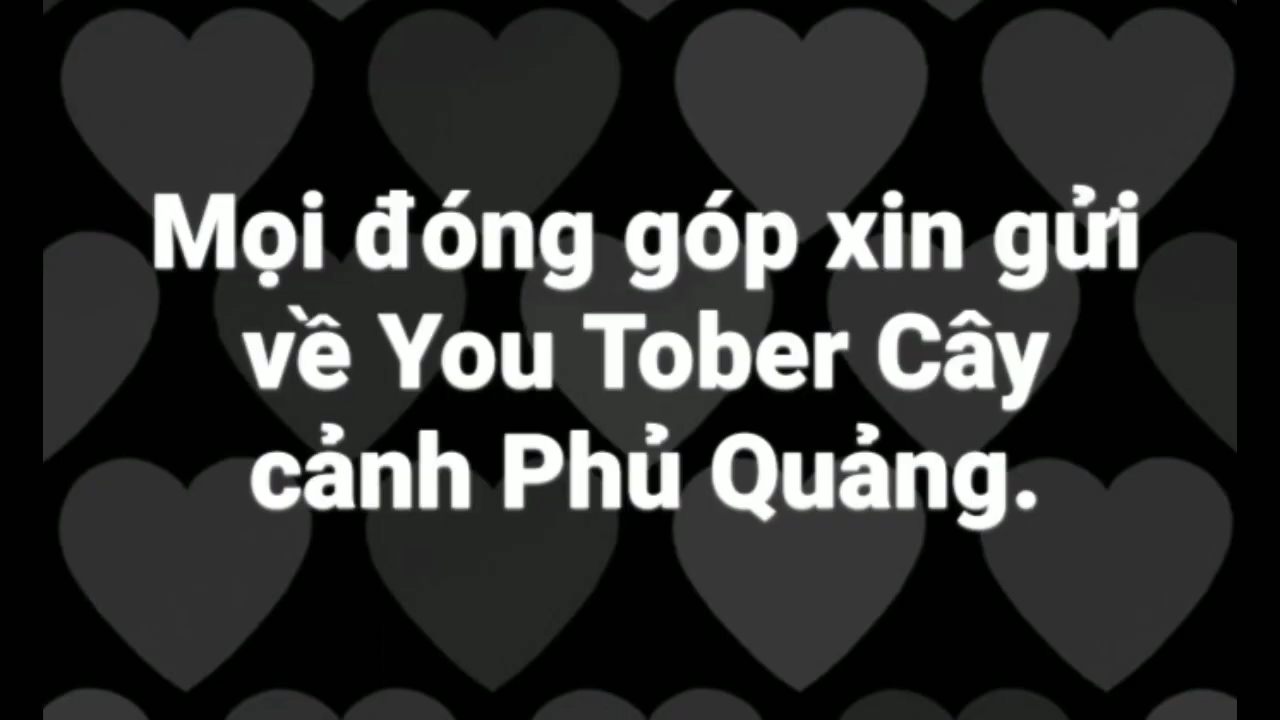 Mọi đóng góp xin gửi
về You Tober Cây
cảnh Phủ Quảng.